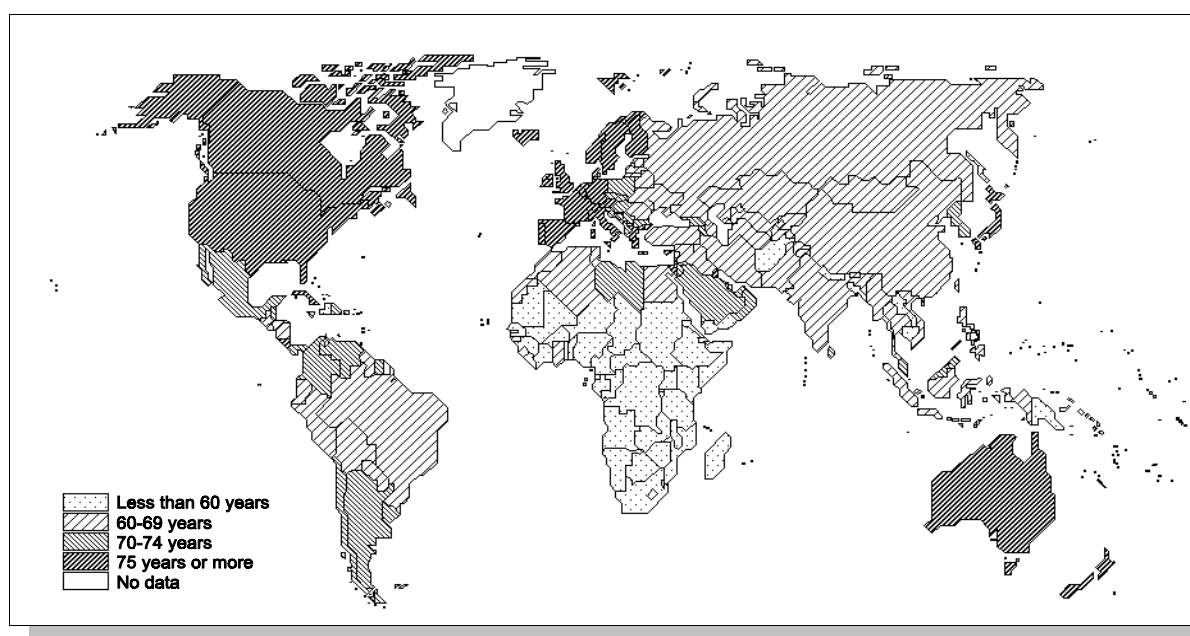 Less than 60 years
60-69 years
70-74 years
75 years or more
No data